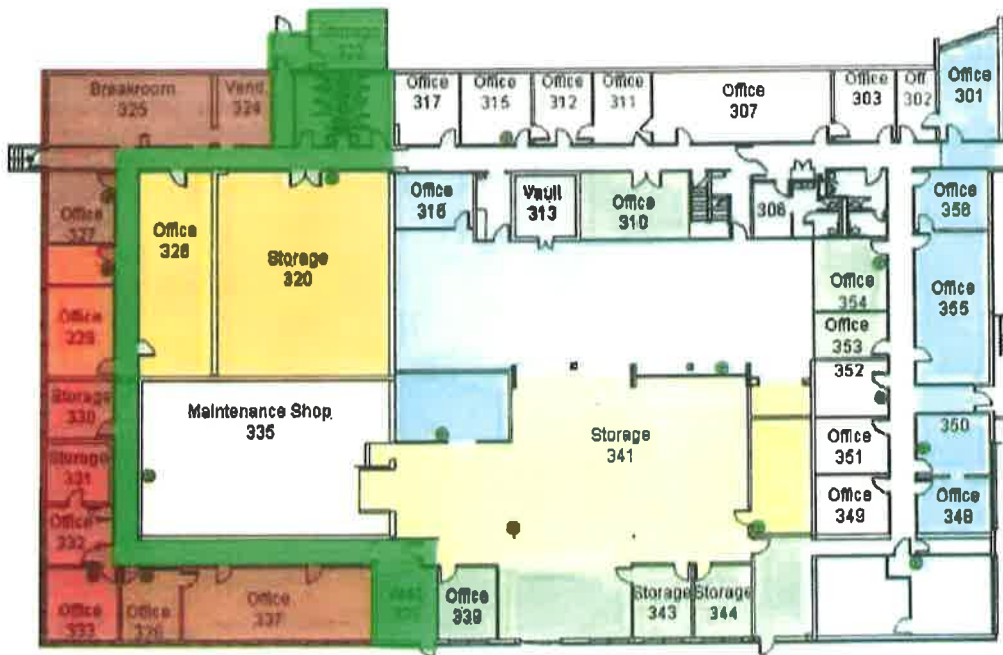 Storage
Breakroom
325
Vend.
324
Office
317
Office
315
Office
312
Office
311
Office
307
Office
303
Off
302
Office
301
Office
327
Office
326
Storage
320
Office
316
Vault
313
Office
310
306
Office
358
Office
329
Office
354
Office
355
Office
353
352
Storage
330
Maintenance Shop
335
Storage
341
350
Storage
331
Office
351
Office
332
Office
349
Office
348
Office
333
Office
Office
337
Office
339
Storage
343
Storage
344